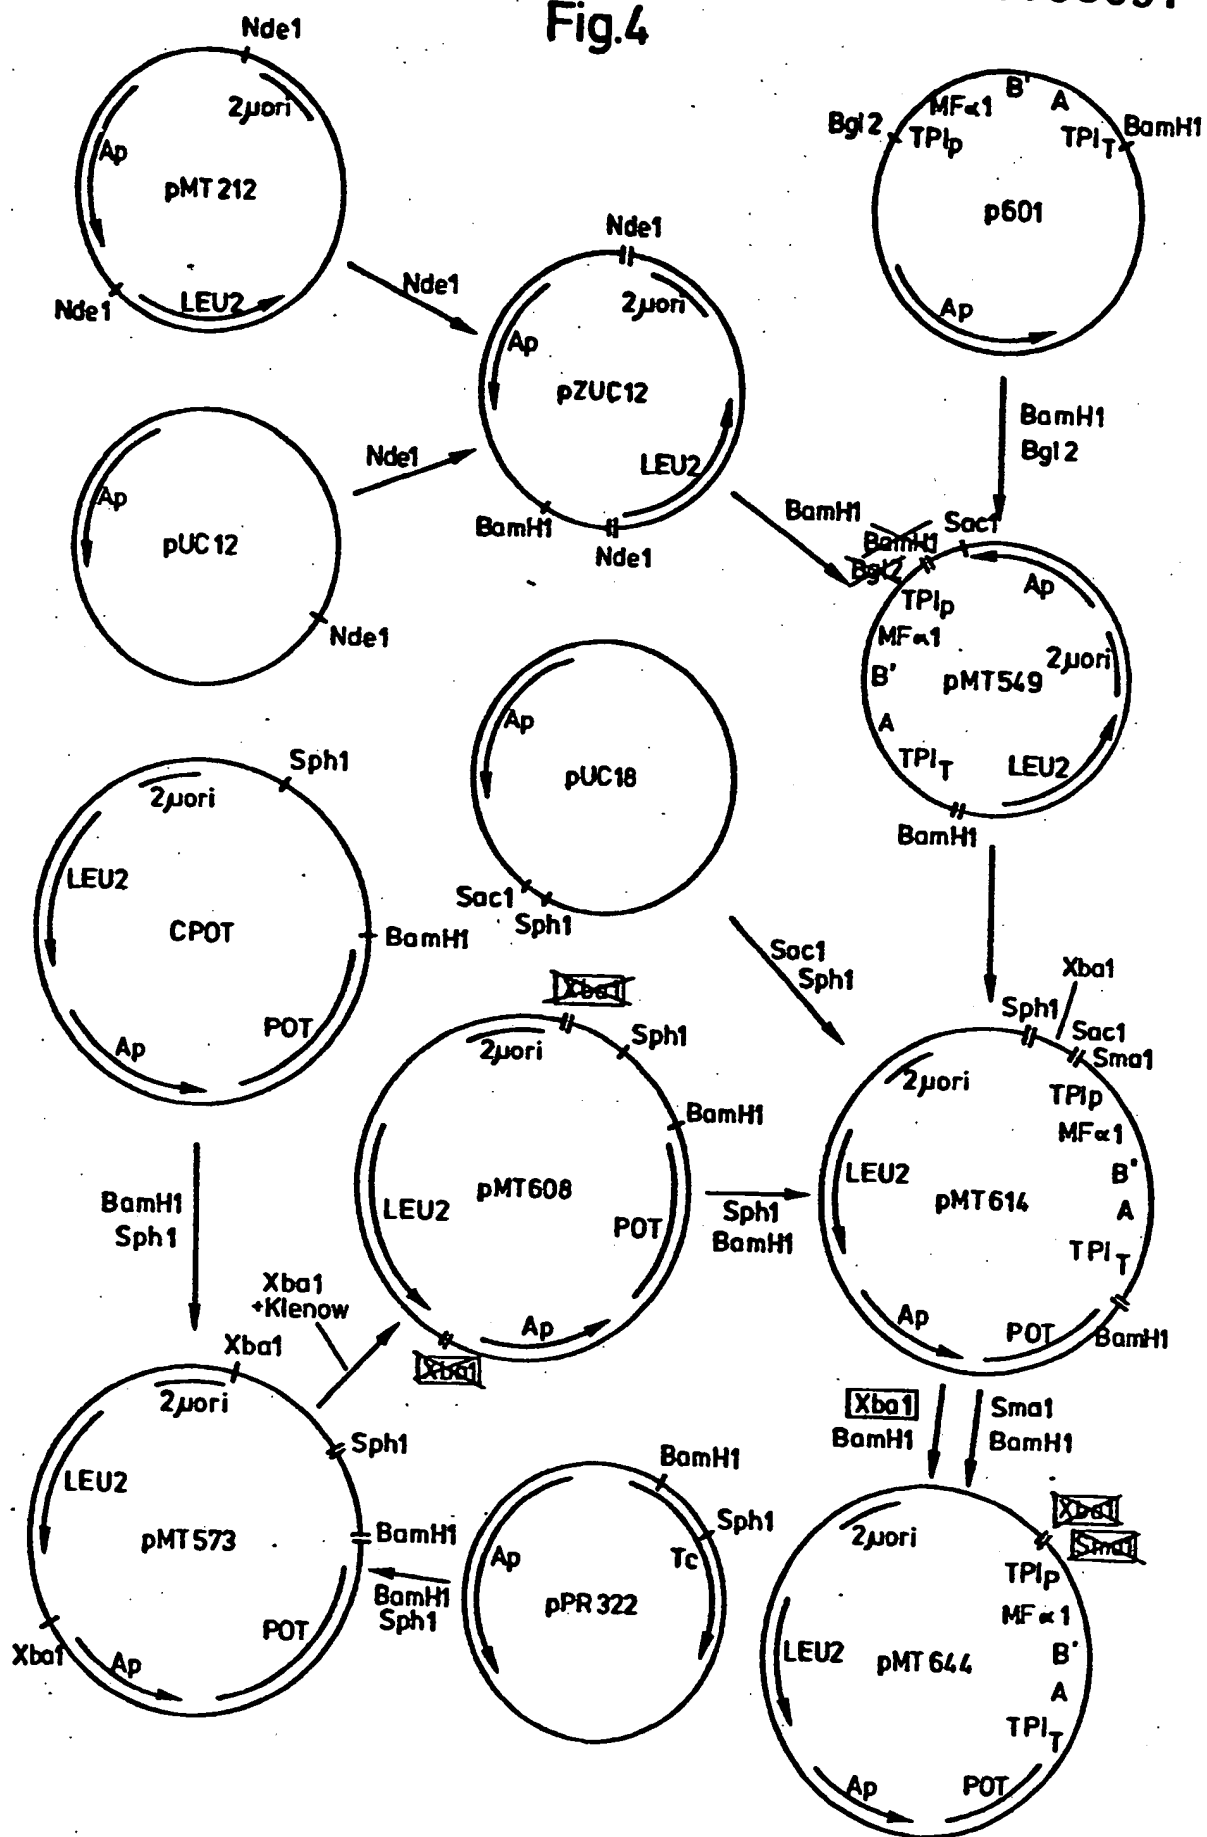 Fig.4
Nde1
2µori
Ap
pMT212
Nde1
LEU2
Nde1
Ap
pUC12
Nde1
Nde1
Nde1
2µori
Ap
pZUC12
LEU2
BamH1
Nde1
B'
MFα1
A
Bgl2
TPIp
TPIT
BamH1
p601
Ap
BamH1
Bgl2
BamH1
Sac1
BamH1
Bgl2
Ap
TPIp
MFα1
2µori
B'
pMT549
A
TPIT
LEU2
BamH1
Ap
pUC18
Sac1
Sph1
Sac1
Sph1
Sph1
2µori
LEU2
CPOT
BamH1
POT
Ap
BamH1
Sph1
Xba1
2µori
Sph1
BamH1
pMT608
LEU2
POT
Ap
Xba1
Sph1
BamH1
Xba1
+Klenow
Xba1
Sph1
Sac1
Sma1
2µori
TPIp
MFα1
LEU2
B'
pMT614
A
TPIT
Ap
POT
BamH1
Xba1
BamH1
Sma1
BamH1
Xba1
2µori
Sph1
LEU2
BamH1
pMT573
POT
Xba1
Ap
BamH1
Sph1
BamH1
Sph1
Tc
Ap
pPR322
Xba1
Sma1
2µori
TPIp
MFα1
LEU2
pMT644
B'
A
TPIT
Ap
POT